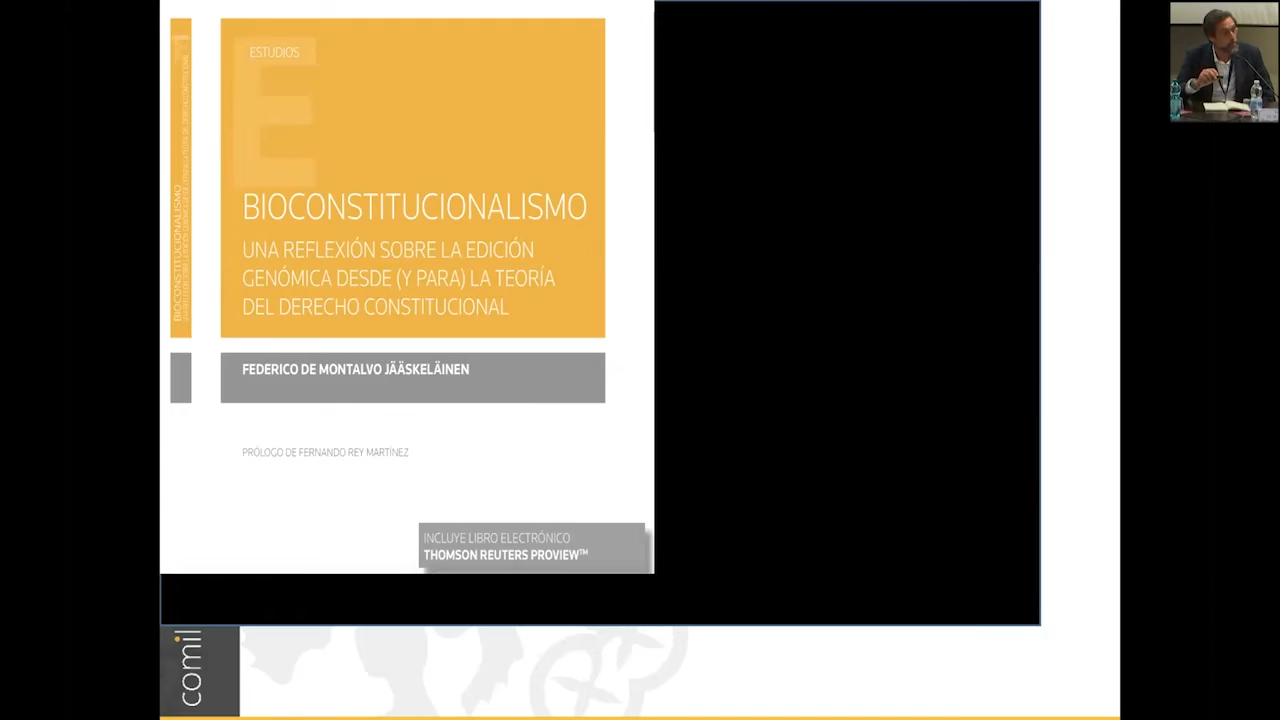 ESTUDIOS
E
BIOCONSTITUCIONALISMO
UNA REFLEXIÓN SOBRE LA EDICIÓN
GENÓMICA DESDE (Y PARA) LA TEORÍA
DEL DERECHO CONSTITUCIONAL
FEDERICO DE MONTALVO JÄÄSKELÄINEN
PRÓLOGO DE FERNANDO REY MARTÍNEZ
INCLUYE LIBRO ELECTRÓNICO
THOMSON REUTERS PROVIEW™
BIOCONSTITUCIONALISMO
comil